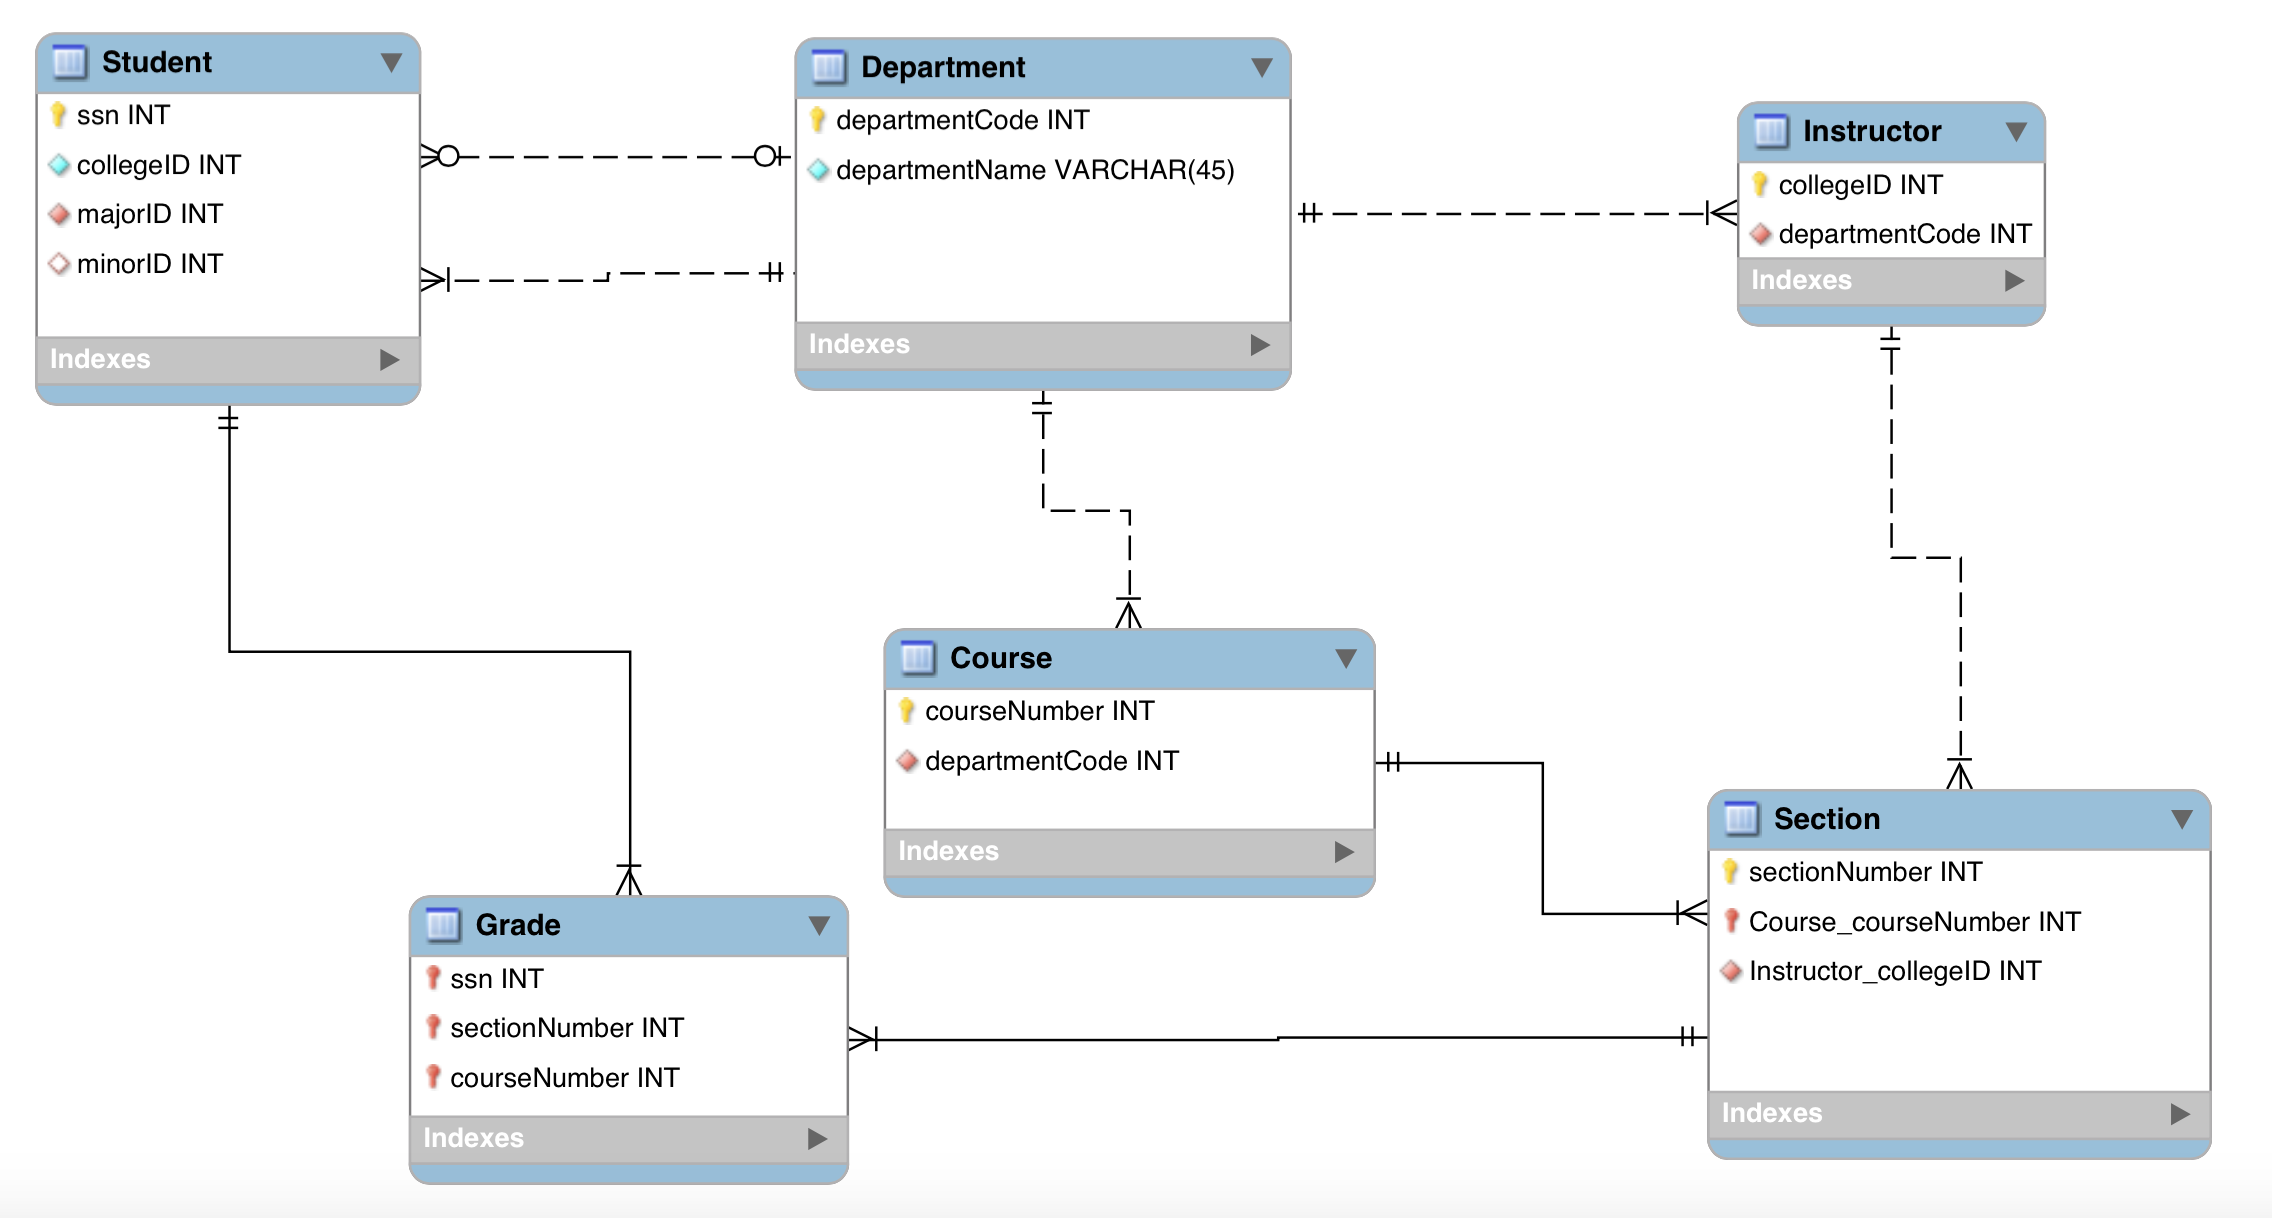 Student
ssn INT
collegeID INT
majorID INT
minorID INT
Indexes
Department
departmentCode INT
departmentName VARCHAR(45)
Indexes
Instructor
collegeID INT
departmentCode INT
Indexes
Course
courseNumber INT
departmentCode INT
Indexes
Section
sectionNumber INT
Course_courseNumber INT
Instructor_collegeID INT
Indexes
Grade
ssn INT
sectionNumber INT
courseNumber INT
Indexes